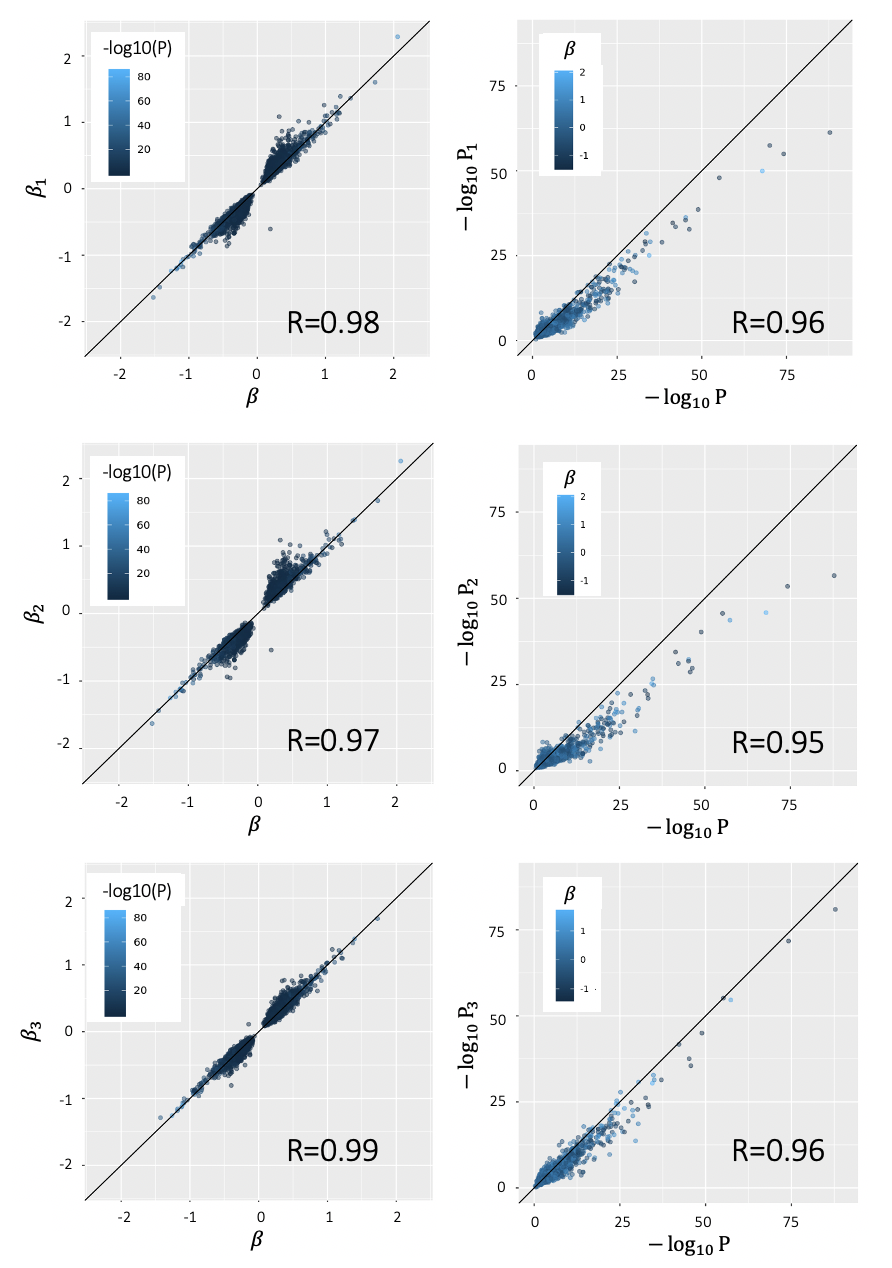 -log10(P)
80
60
40
20
2
1
0
-1
-2
β₁
R=0.98
-2 -1 0 1 2
β
β
2
1
0
-1
75
50
25
0
− log₁₀ P₁
R=0.96
0 25 50 75
− log₁₀ P
-log10(P)
80
60
40
20
2
1
0
-1
-2
β₂
R=0.97
-2 -1 0 1 2
β
β
2
1
0
-1
75
50
25
0
− log₁₀ P₂
R=0.95
0 25 50 75
− log₁₀ P
-log10(P)
80
60
40
20
2
1
0
-1
-2
β₃
R=0.99
-2 -1 0 1 2
β
β
1
0
-1
75
50
25
0
− log₁₀ P₃
R=0.96
0 25 50 75
− log₁₀ P